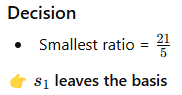 Decision
• Smallest ratio = 21/5
👉 s₁ leaves the basis